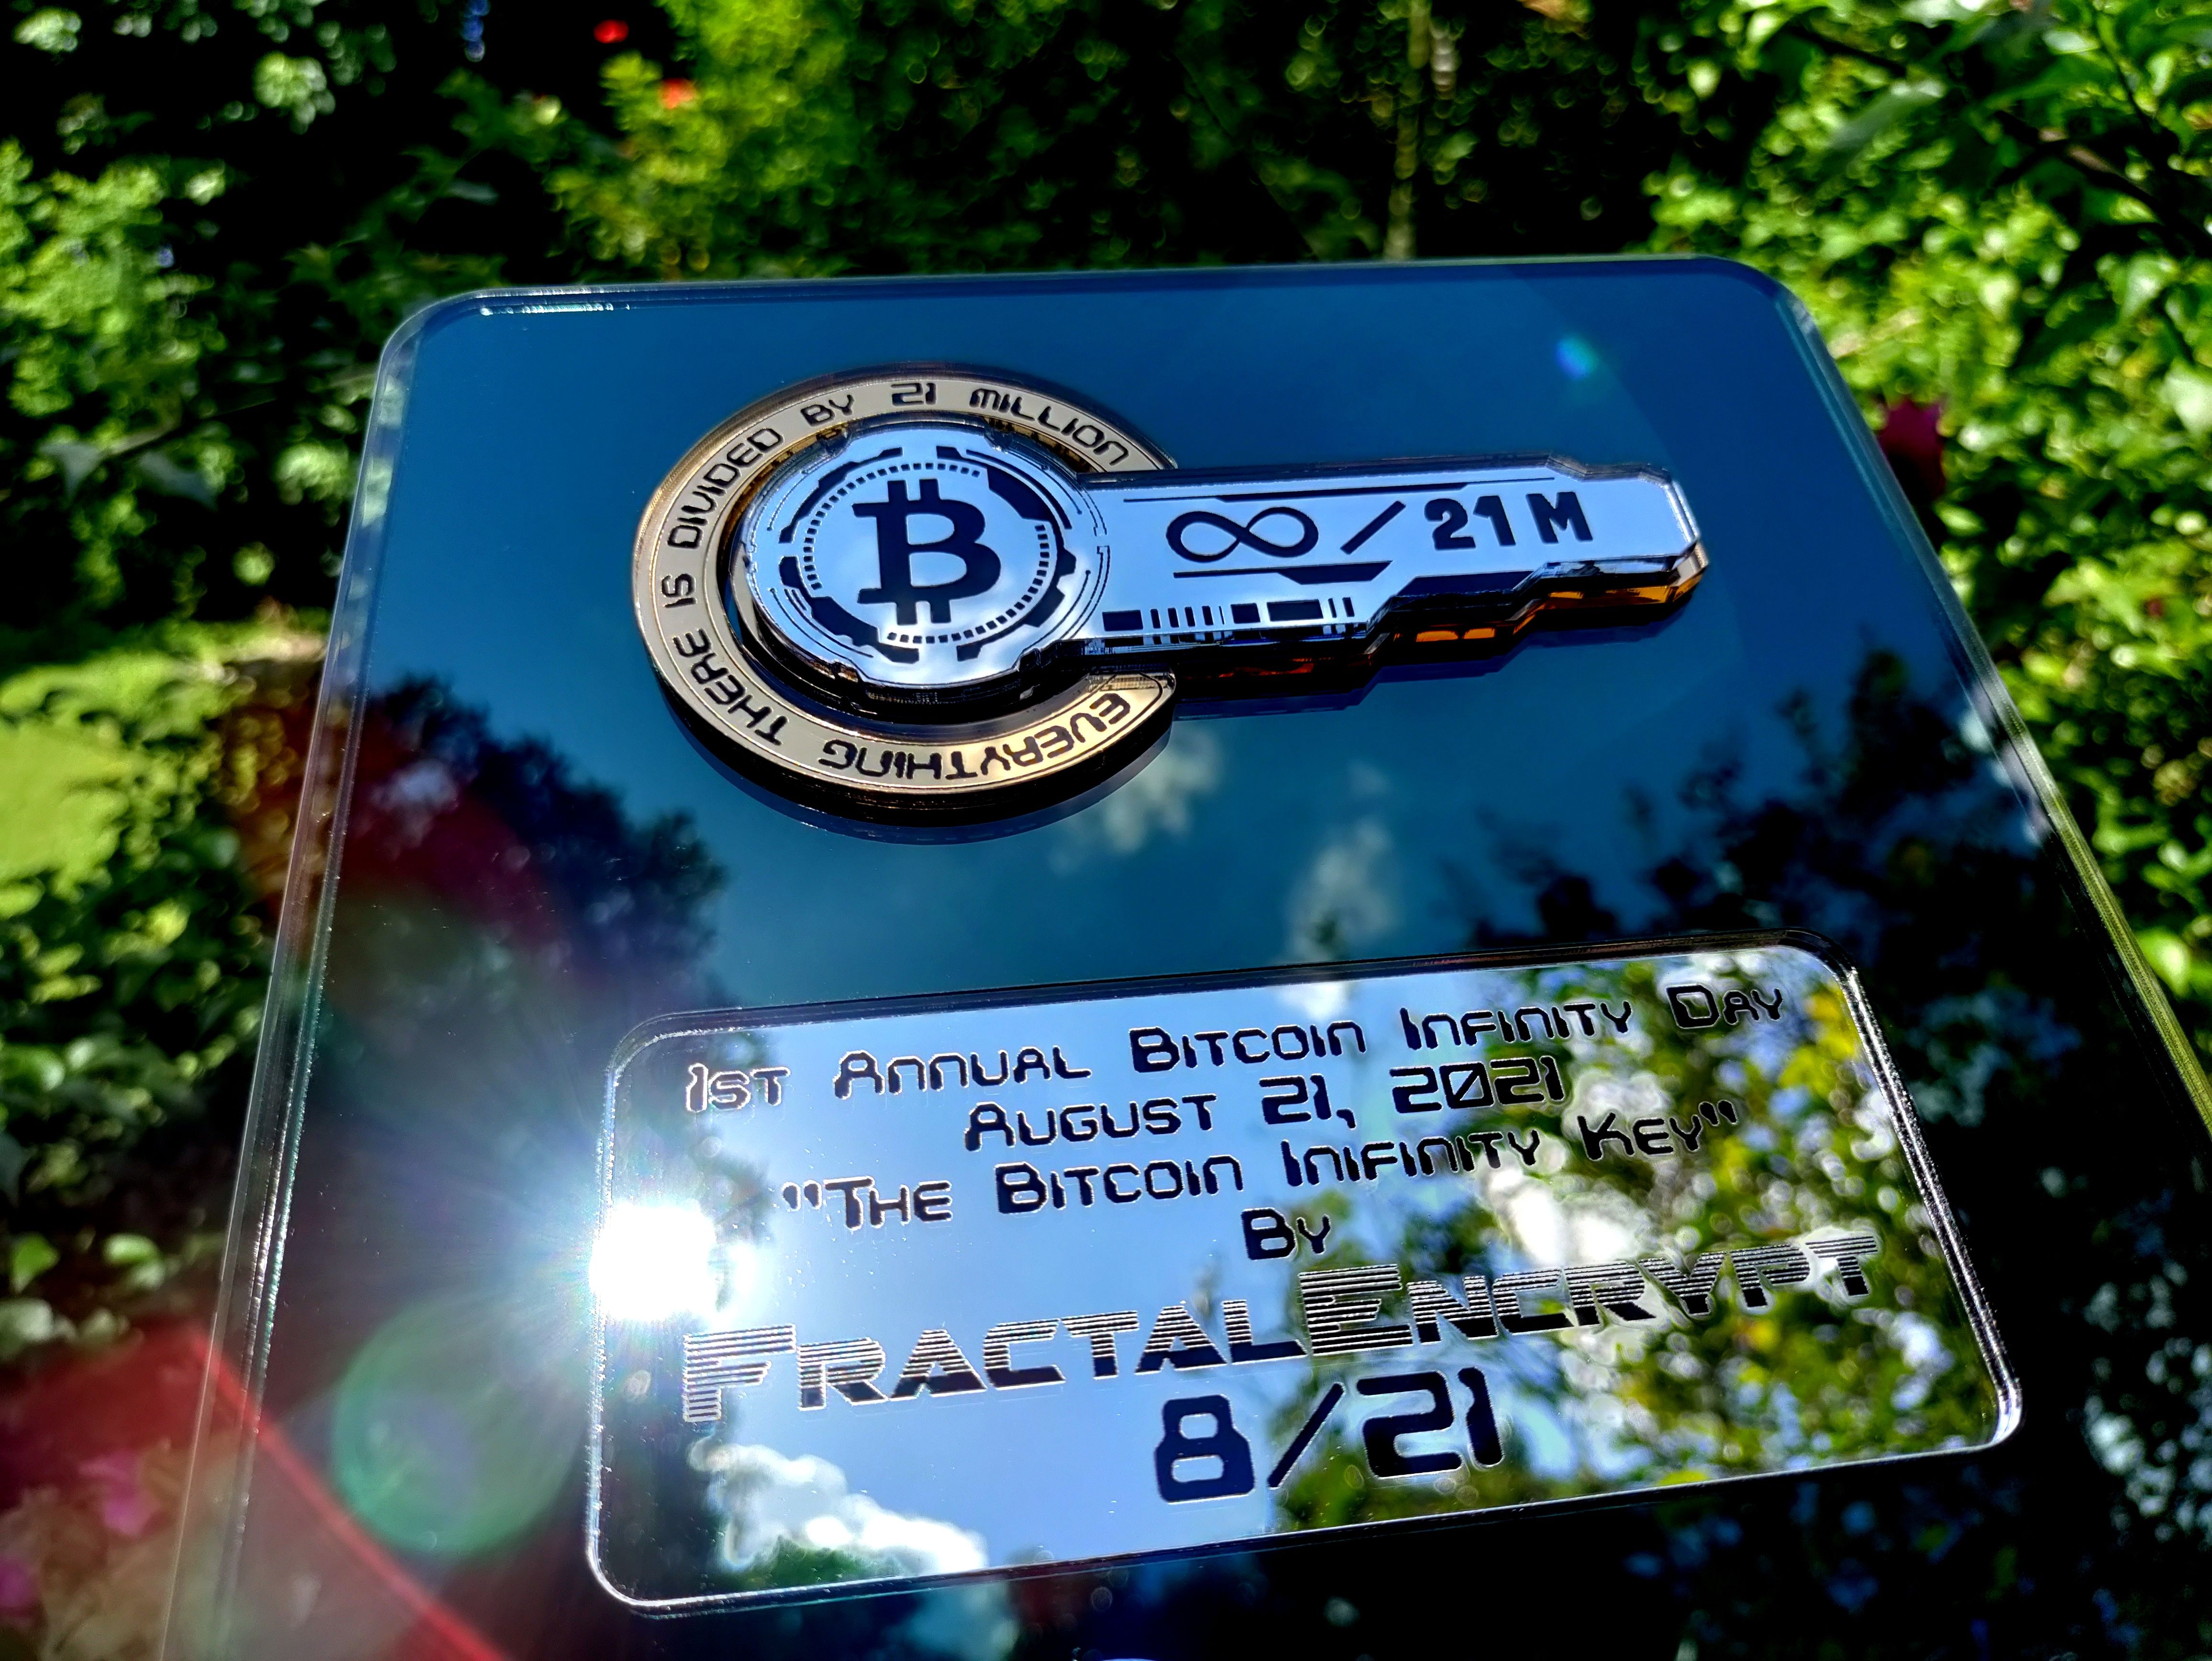 EVERYTHING THERE IS DIVIDED BY 21 MILLION
₿
∞/21M
1st Annual Bitcoin Infinity Day
August 21, 2021
"The Bitcoin Inifinity Key"
By
FractalEncrypt
8/21